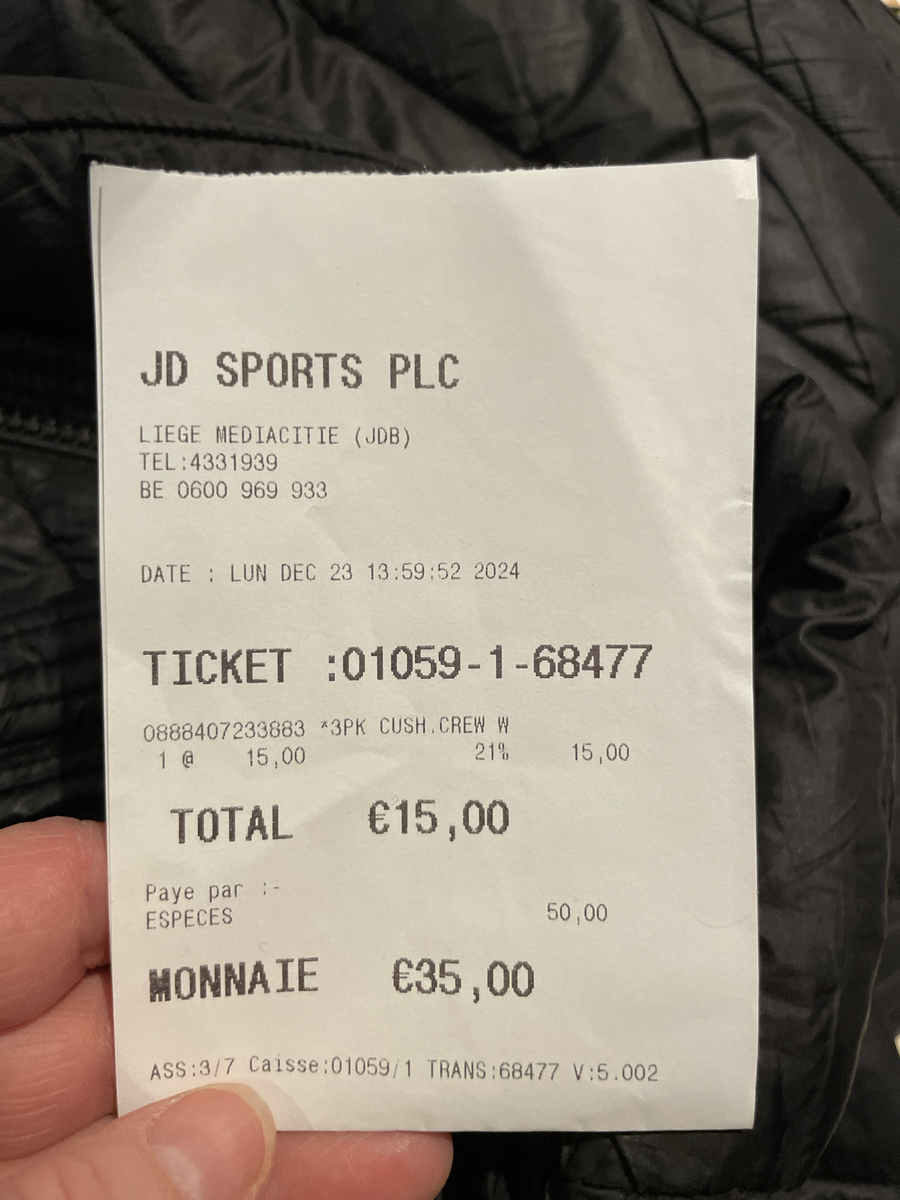 JD SPORTS PLC
LIEGE MEDIACITIE (JDB)
TEL:4331939
BE 0600 969 933
DATE : LUN DEC 23 13:59:52 2024
TICKET :01059-1-68477
0888407233883 *3PK CUSH.CREW W
1 @ 15,00 21% 15,00
TOTAL €15,00
Paye par :-
ESPECES 50,00
MONNAIE €35,00
ASS:3/7 Caisse:01059/1 TRANS:68477 V:5.002